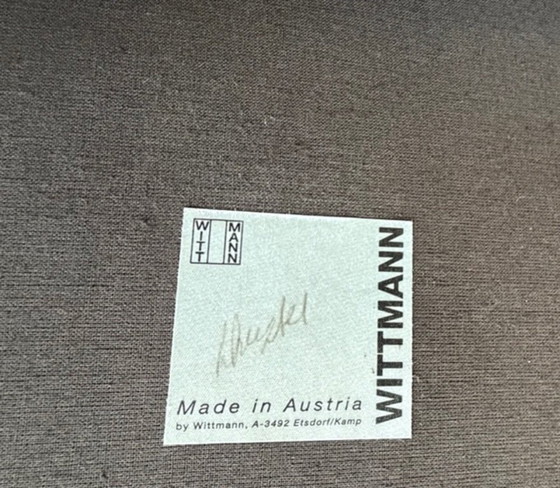 WITT MANN
WITTMANN
Made in Austria
by Wittmann, A-3492 Etsdorf/Kamp